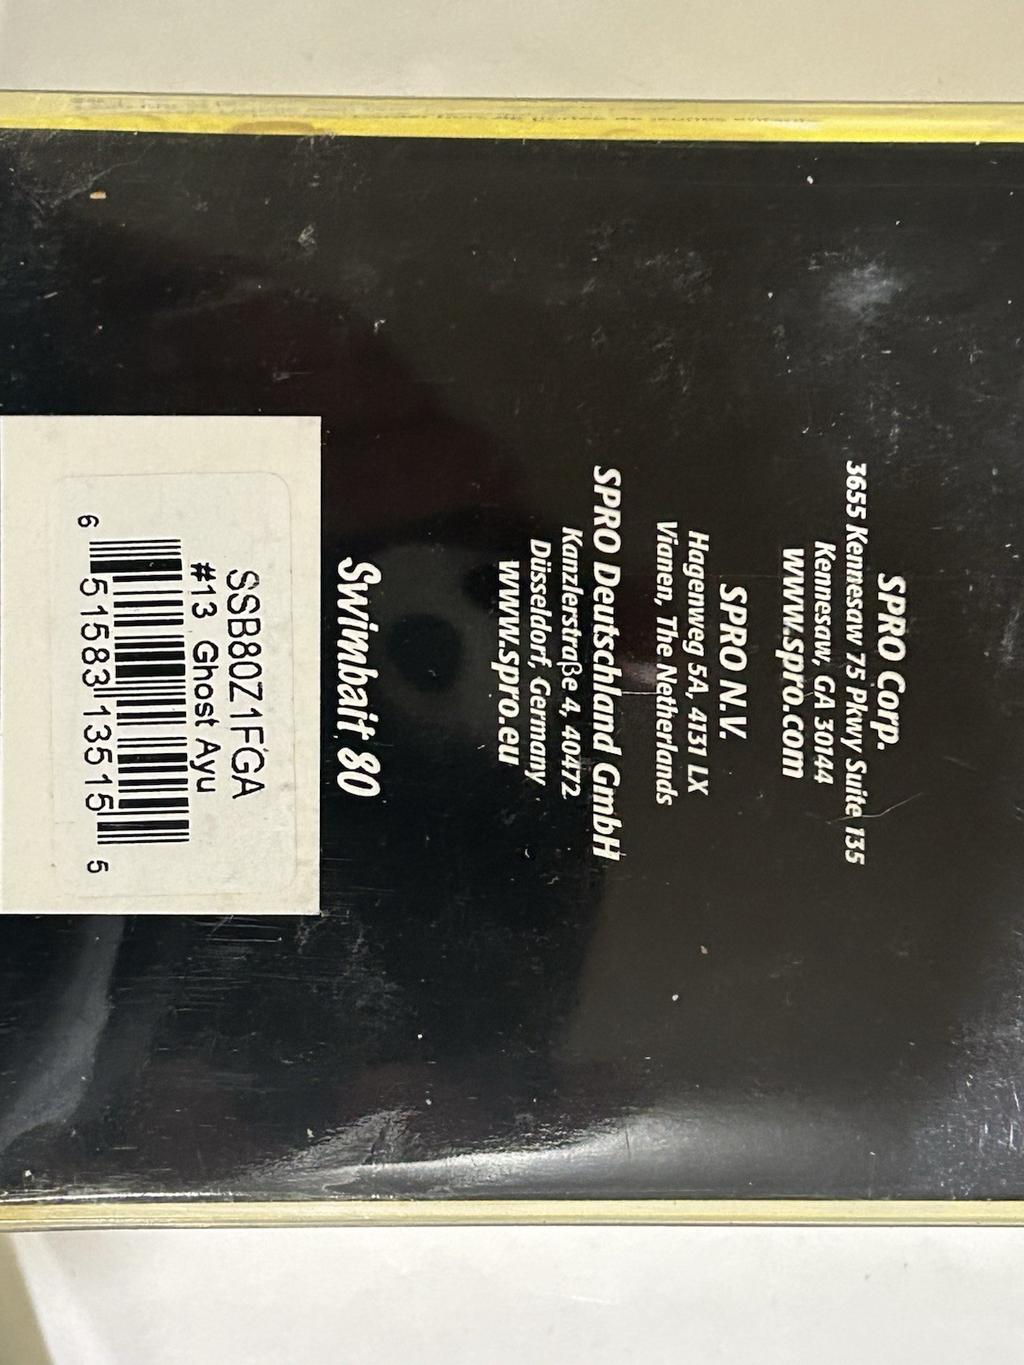 SPRO Corp.
3655 Kennesaw 75 Pkwy Suite 135
Kennesaw, GA 30144
www.spro.com
SPRO N.V.
Hagenweg 5A, 4131 LX
Vianen, The Netherlands
SPRO Deutschland GmbH
Kanzlerstraße 4, 40472
Düsseldorf, Germany
www.spro.eu
Swimbait 80
SSB80Z1FGA
#13 Ghost Ayu
6 51583 13515 5